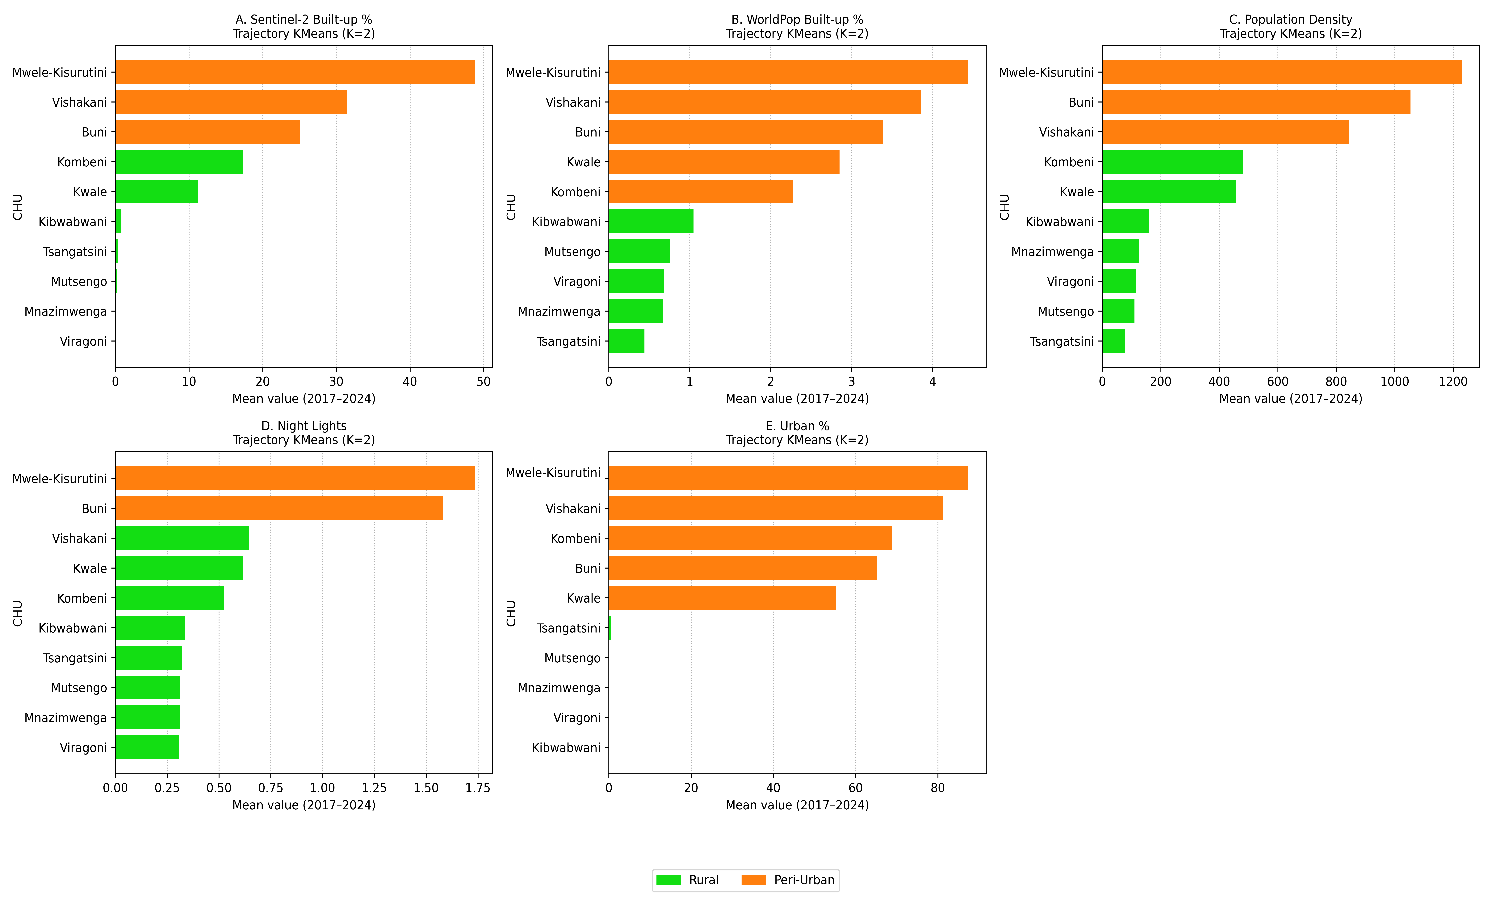 A. Sentinel-2 Built-up %
Trajectory KMeans (K=2)
Mwele-Kisurutini
Vishakani
Buni
Kombeni
Kwale
Kibwabwani
Tsangatsini
Mutsengo
Mnazimwenga
Viragoni
CHU
0 10 20 30 40 50
Mean value (2017–2024)
B. WorldPop Built-up %
Trajectory KMeans (K=2)
Mwele-Kisurutini
Vishakani
Buni
Kwale
Kombeni
Kibwabwani
Mutsengo
Viragoni
Mnazimwenga
Tsangatsini
CHU
0 1 2 3 4
Mean value (2017–2024)
C. Population Density
Trajectory KMeans (K=2)
Mwele-Kisurutini
Buni
Vishakani
Kombeni
Kwale
Kibwabwani
Mnazimwenga
Viragoni
Mutsengo
Tsangatsini
CHU
0 200 400 600 800 1000 1200
Mean value (2017–2024)
D. Night Lights
Trajectory KMeans (K=2)
Mwele-Kisurutini
Buni
Vishakani
Kwale
Kombeni
Kibwabwani
Tsangatsini
Mutsengo
Mnazimwenga
Viragoni
CHU
0.00 0.25 0.50 0.75 1.00 1.25 1.50 1.75
Mean value (2017–2024)
E. Urban %
Trajectory KMeans (K=2)
Mwele-Kisurutini
Vishakani
Kombeni
Buni
Kwale
Tsangatsini
Mutsengo
Mnazimwenga
Viragoni
Kibwabwani
CHU
0 20 40 60 80
Mean value (2017–2024)
Rural Peri-Urban